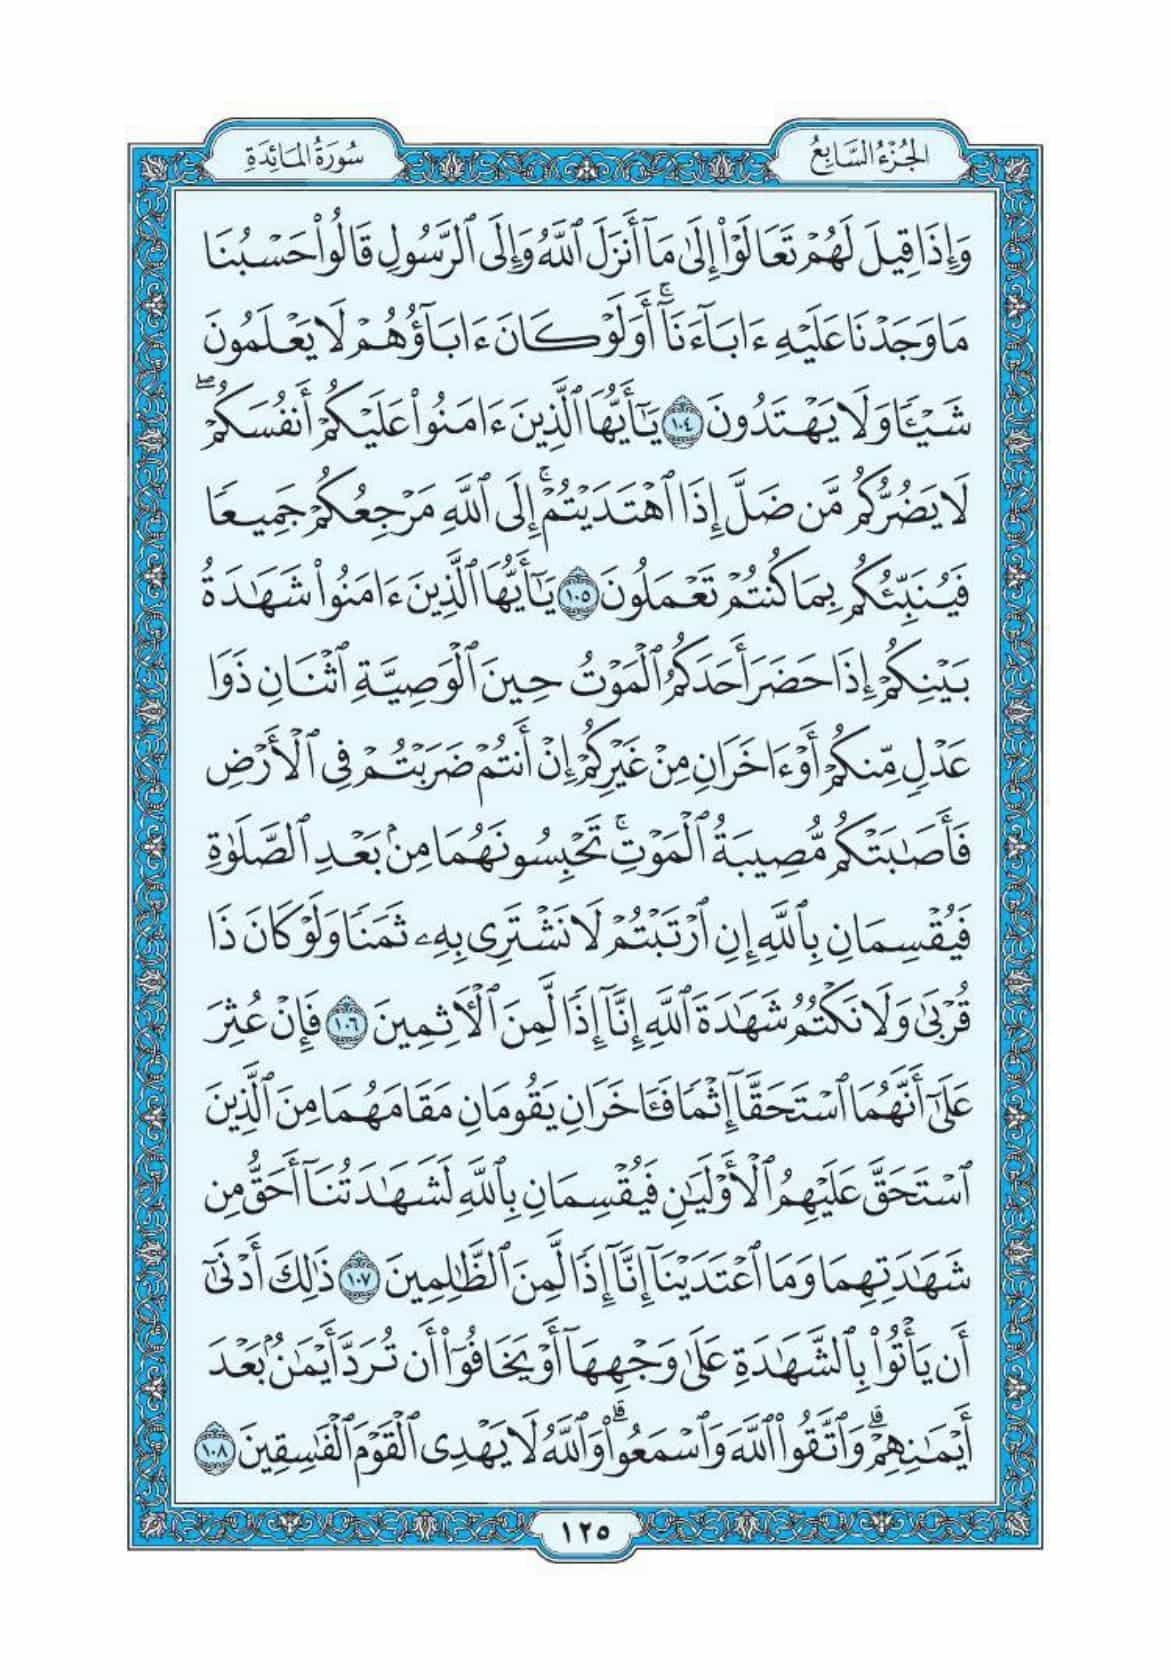 الجُزْءُ السَّابِعُ
سُورَةُ المَائِدَةِ
وَإِذَا قِيلَ لَهُمْ تَعَالَوْا۟ إِلَىٰ مَآ أَنزَلَ ٱللَّهُ وَإِلَى ٱلرَّسُولِ قَالُوا۟ حَسْبُنَا
مَا وَجَدْنَا عَلَيْهِ ءَابَآءَنَآۚ أَوَلَوْ كَانَ ءَابَآؤُهُمْ لَا يَعْلَمُونَ
شَيْـًٔا وَلَا يَهْتَدُونَ ١٠٤ يَـٰٓأَيُّهَا ٱلَّذِينَ ءَامَنُوا۟ عَلَيْكُمْ أَنفُسَكُمْۖ
لَا يَضُرُّكُم مَّن ضَلَّ إِذَا ٱهْتَدَيْتُمْۚ إِلَى ٱللَّهِ مَرْجِعُكُمْ جَمِيعًا
فَيُنَبِّئُكُم بِمَا كُنتُمْ تَعْمَلُونَ ١٠٥ يَـٰٓأَيُّهَا ٱلَّذِينَ ءَامَنُوا۟ شَهَـٰدَةُ
بَيْنِكُمْ إِذَا حَضَرَ أَحَدَكُمُ ٱلْمَوْتُ حِينَ ٱلْوَصِيَّةِ ٱثْنَانِ ذَوَا
عَدْلٍ مِّنكُمْ أَوْ ءَاخَرَانِ مِنْ غَيْرِكُمْ إِنْ أَنتُمْ ضَرَبْتُمْ فِى ٱلْأَرْضِ
فَأَصَـٰبَتْكُم مُّصِيبَةُ ٱلْمَوْتِۚ تَحْبِسُونَهُمَا مِنۢ بَعْدِ ٱلصَّلَوٰةِ
فَيُقْسِمَانِ بِٱللَّهِ إِنِ ٱرْتَبْتُمْ لَا نَشْتَرِى بِهِۦ ثَمَنًا وَلَوْ كَانَ ذَا
قُرْبَىٰ وَلَا نَكْتُمُ شَهَـٰدَةَ ٱللَّهِ إِنَّآ إِذًا لَّمِنَ ٱلْـَٔاثِمِينَ ١٠٦ فَإِنْ عُثِرَ
عَلَىٰٓ أَنَّهُمَا ٱسْتَحَقَّآ إِثْمًا فَـَٔاخَرَانِ يَقُومَانِ مَقَامَهُمَا مِنَ ٱلَّذِينَ
ٱسْتَحَقَّ عَلَيْهِمُ ٱلْأَوْلَيَـٰنِ فَيُقْسِمَانِ بِٱللَّهِ لَشَهَـٰدَتُنَآ أَحَقُّ مِن
شَهَـٰدَتِهِمَا وَمَا ٱعْتَدَيْنَآ إِنَّآ إِذًا لَّمِنَ ٱلظَّـٰلِمِينَ ١٠٧ ذَٰلِكَ أَدْنَىٰٓ
أَن يَأْتُوا۟ بِٱلشَّهَـٰدَةِ عَلَىٰ وَجْهِهَآ أَوْ يَخَافُوٓا۟ أَن تُرَدَّ أَيْمَـٰنٌۢ بَعْدَ
أَيْمَـٰنِهِمْۗ وَٱتَّقُوا۟ ٱللَّهَ وَٱسْمَعُوا۟ۗ وَٱللَّهُ لَا يَهْدِى ٱلْقَوْمَ ٱلْفَـٰسِقِينَ ١٠٨
١٢٥